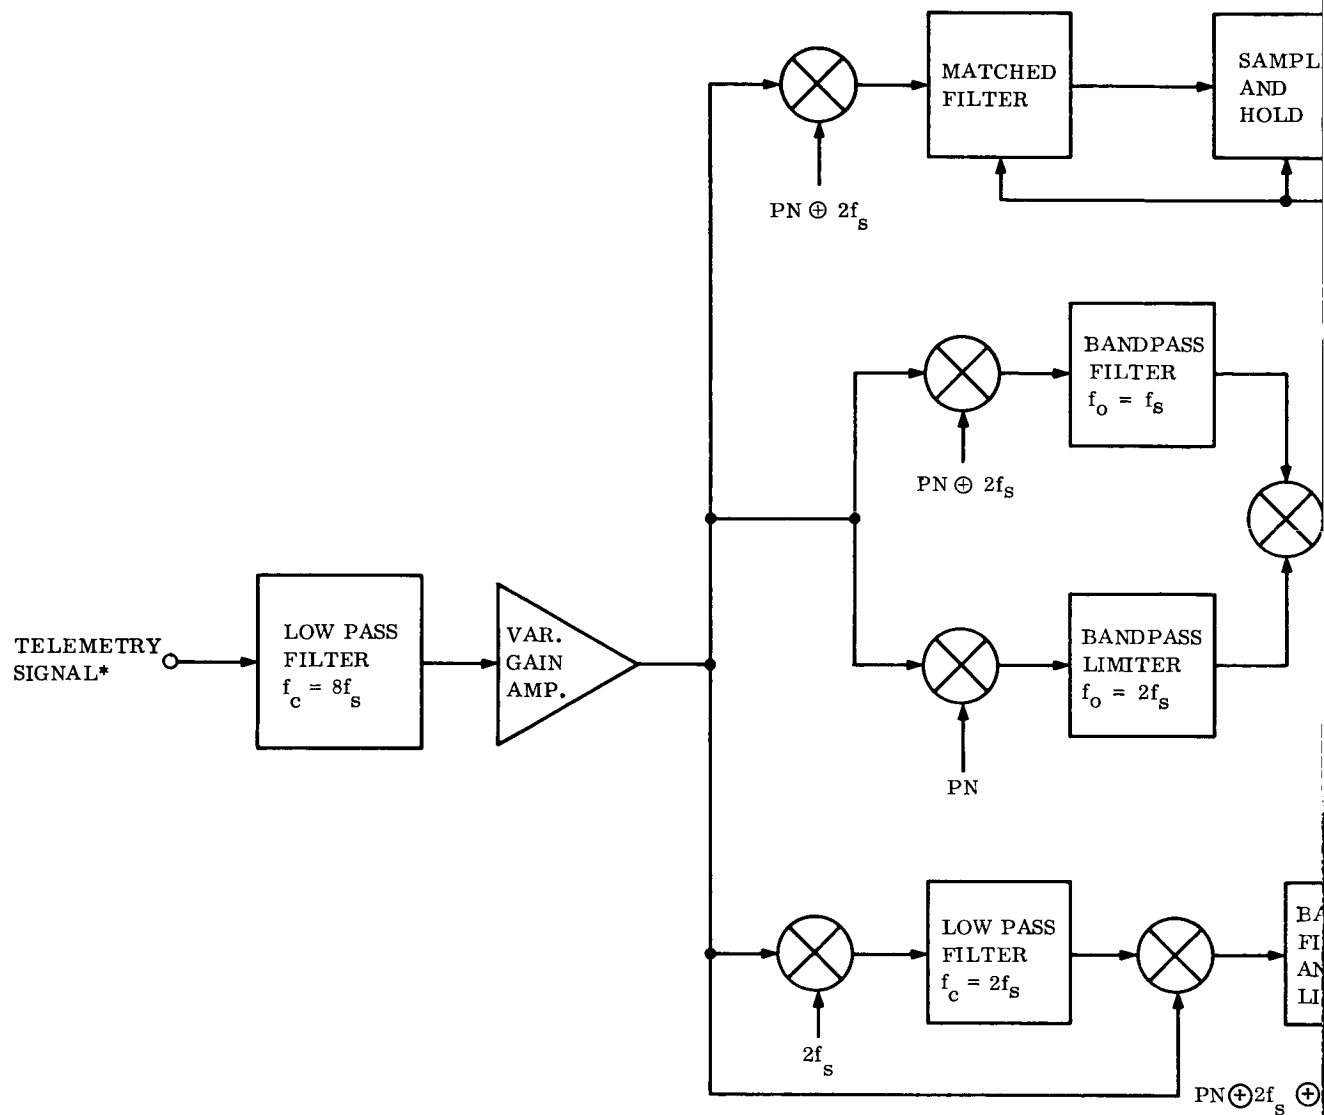 MATCHED
FILTER
AND
HOLD
PN ⊕ 2fs
BANDPASS
FILTER
fo = fs
PN ⊕ 2fs
TELEMETRY
SIGNAL*
LOW PASS
FILTER
fc = 8fs
VAR.
GAIN
AMP.
BANDPASS
LIMITER
fo = 2fs
PN
LOW PASS
FILTER
fc = 2fs
2fs
PN⊕2fs ⊕